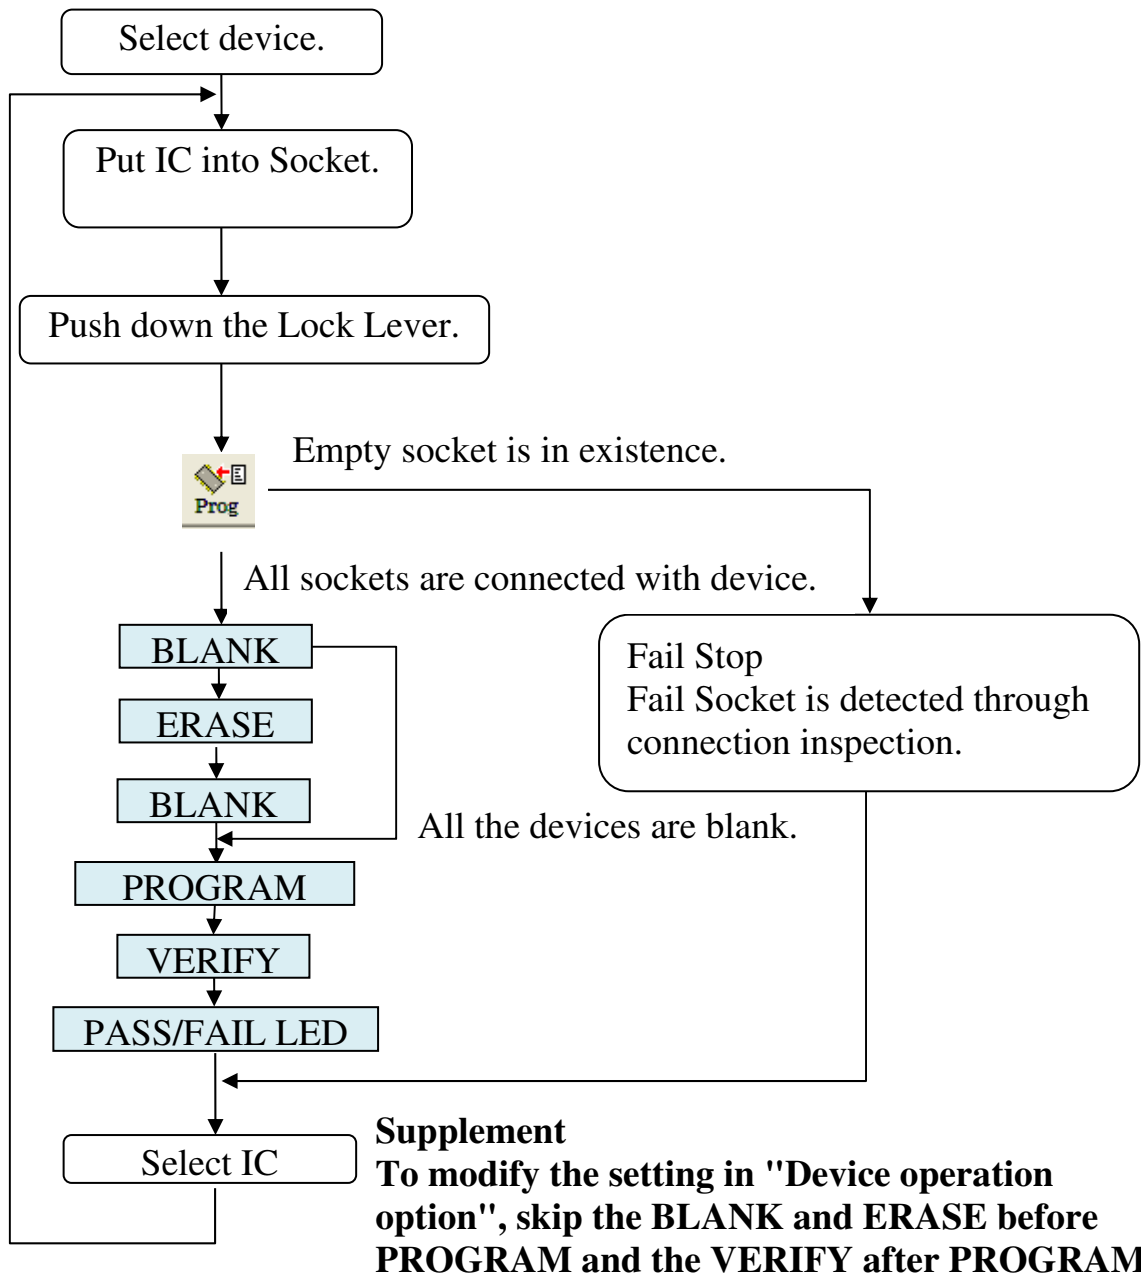 Select device.
Put IC into Socket.
Push down the Lock Lever.
Empty socket is in existence.
Prog
All sockets are connected with device.
BLANK
ERASE
BLANK
All the devices are blank.
PROGRAM
VERIFY
PASS/FAIL LED
Fail Stop
Fail Socket is detected through
connection inspection.
Select IC
Supplement
To modify the setting in "Device operation
option", skip the BLANK and ERASE before
PROGRAM and the VERIFY after PROGRAM